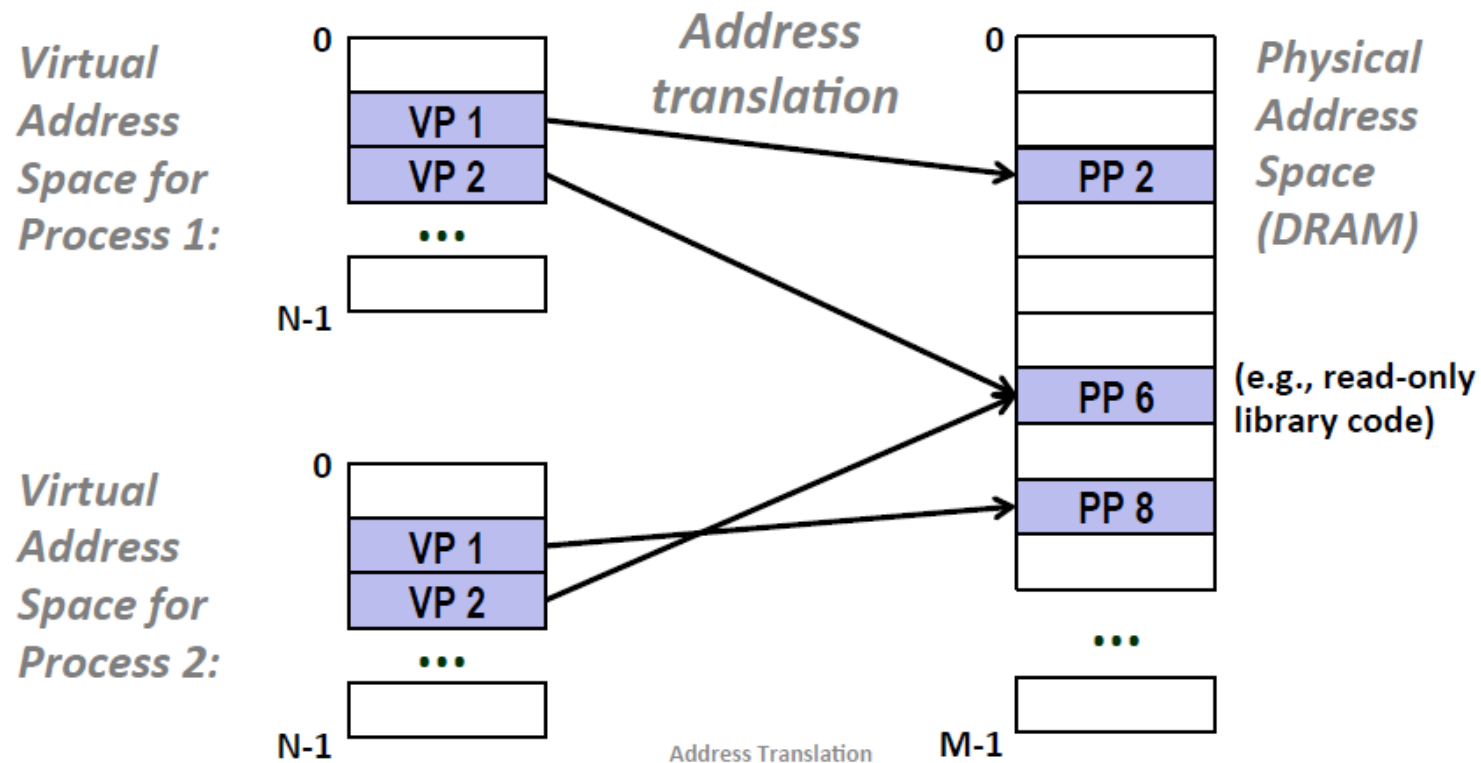 Virtual
Address
Space for
Process 1:
0
VP 1
VP 2
...
N-1
Address
translation
0
PP 2
PP 6
PP 8
...
M-1
Physical
Address
Space
(DRAM)
(e.g., read-only
library code)
Virtual
Address
Space for
Process 2:
0
VP 1
VP 2
...
N-1
Address Translation